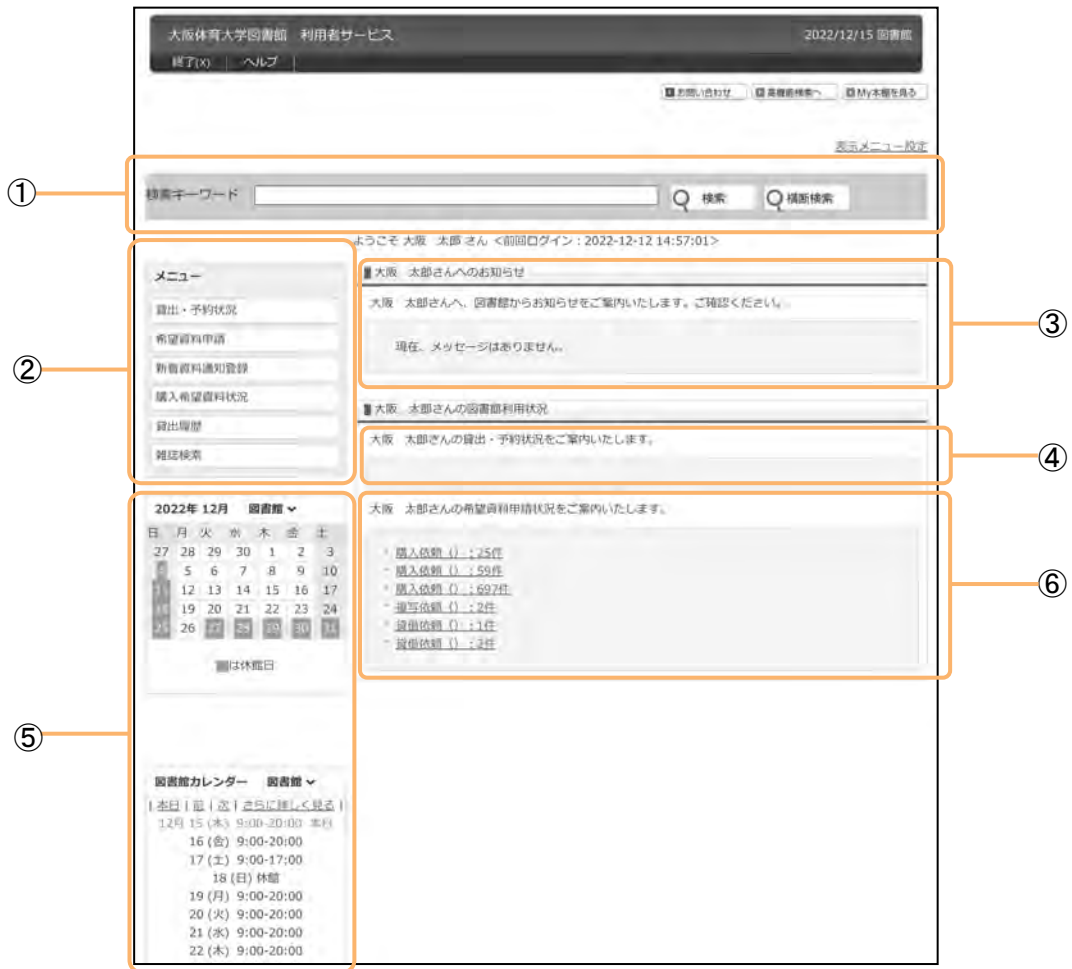 大阪体育大学図書館 利用者サービス 2022/12/15 図書館
終了(X) | ヘルプ |
お問い合わせ 高機能検索へ My本棚を見る
表示メニュー設定
①
検索キーワード 検索 横断検索
ようこそ 大阪 太郎 さん <前回ログイン：2022-12-12 14:57:01>
②
メニュー
貸出・予約状況
希望資料申請
新着資料通知登録
購入希望資料状況
貸出履歴
雑誌検索
③
大阪 太郎さんへのお知らせ
大阪 太郎さんへ、図書館からお知らせをご案内いたします。ご確認ください。
現在、メッセージはありません。
大阪 太郎さんの図書館利用状況
④
大阪 太郎さんの貸出・予約状況をご案内いたします。
⑤
2022年 12月 図書館
日 月 火 水 木 金 土
27 28 29 30 1 2 3
4 5 6 7 8 9 10
11 12 13 14 15 16 17
18 19 20 21 22 23 24
25 26 27 28 29 30 31
は休館日
⑥
大阪 太郎さんの希望資料申請状況をご案内いたします。
購入依頼（）：25件
購入依頼（）：59件
購入依頼（）：697件
複写依頼（）：2件
貸借依頼（）：1件
貸借依頼（）：2件
図書館カレンダー 図書館
| 本日 | 前 | 次 | さらに詳しく見る |
12月 15 (木) 9:00-20:00 本日
16 (金) 9:00-20:00
17 (土) 9:00-17:00
18 (日) 休館
19 (月) 9:00-20:00
20 (火) 9:00-20:00
21 (水) 9:00-20:00
22 (木) 9:00-20:00